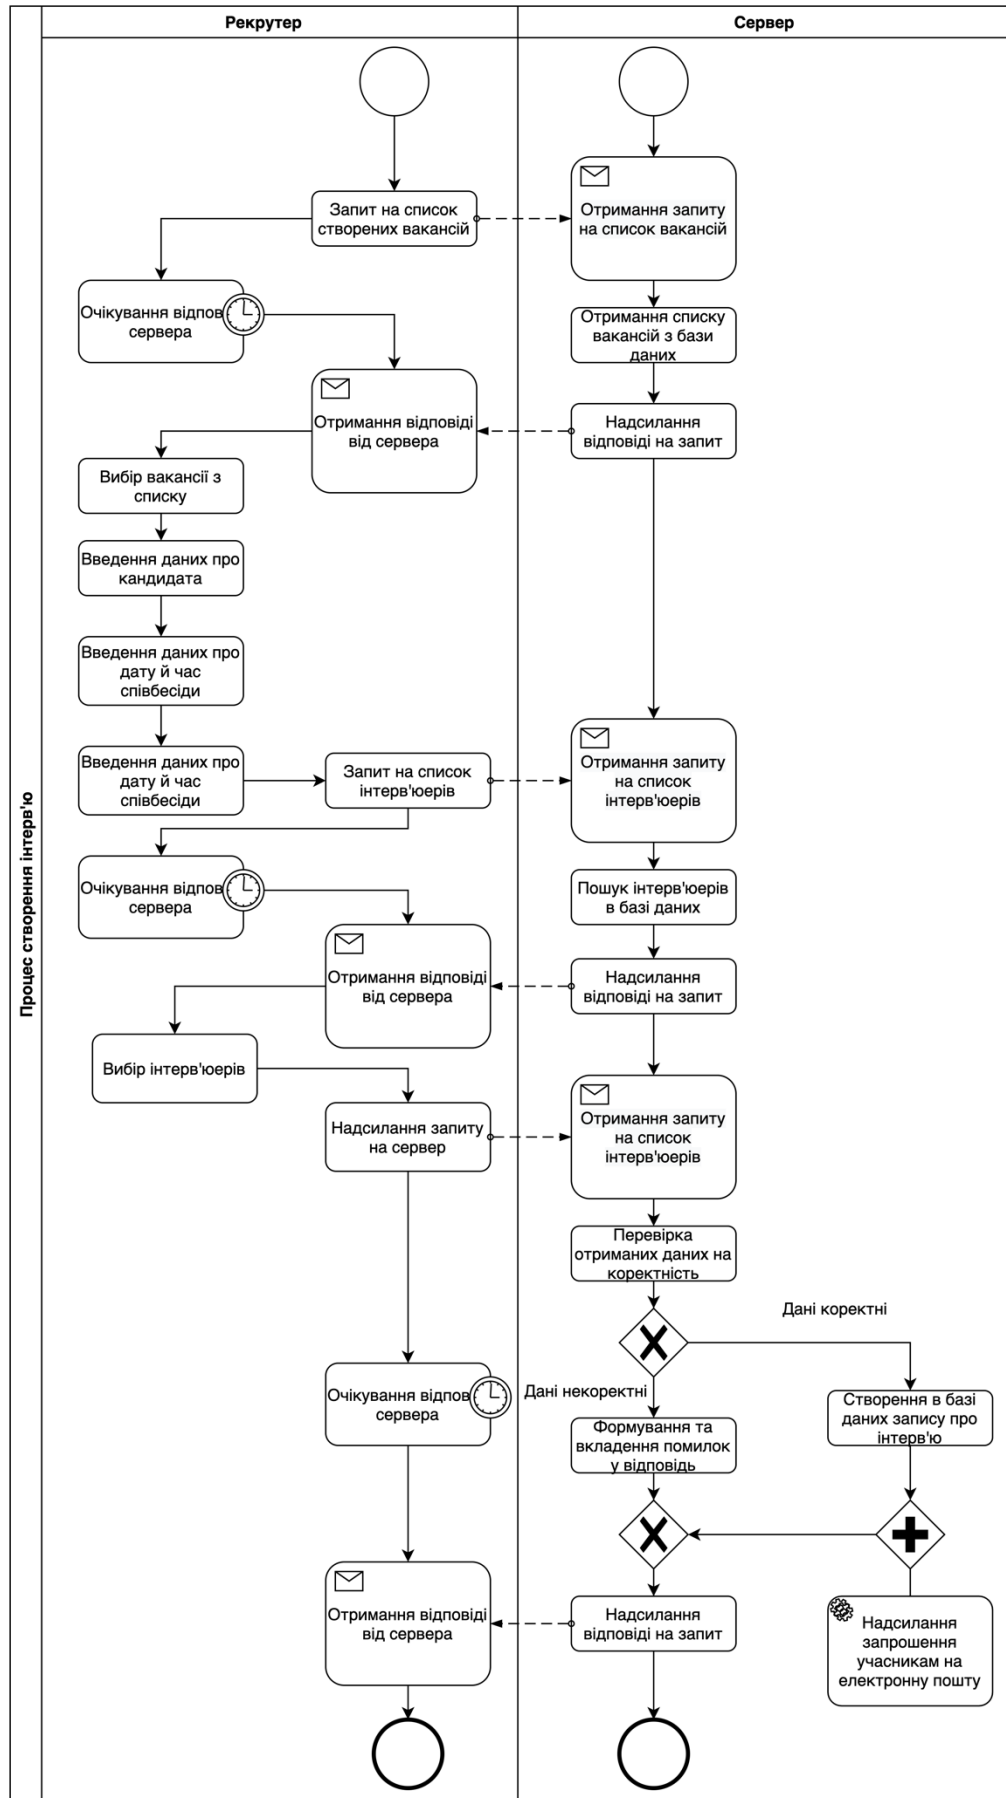 Рекрутер
Сервер
Процес створення інтерв'ю
Запит на список
створених вакансій
Отримання запиту
на список вакансій
Очікування відпов
сервера
Отримання списку
вакансій з бази
даних
Отримання відповіді
від сервера
Надсилання
відповіді на запит
Вибір вакансії з
списку
Введення даних про
кандидата
Введення даних про
дату й час
співбесіди
Введення даних про
дату й час
співбесіди
Запит на список
інтерв'юерів
Отримання запиту
на список
інтерв'юерів
Очікування відпов
сервера
Пошук інтерв'юерів
в базі даних
Отримання відповіді
від сервера
Надсилання
відповіді на запит
Вибір інтерв'юерів
Надсилання запиту
на сервер
Отримання запиту
на список
інтерв'юерів
Перевірка
отриманих даних на
коректність
Дані коректні
Очікування відпов
сервера
Дані некоректні
Створення в базі
даних запису про
інтерв'ю
Формування та
вкладення помилок
у відповідь
Отримання відповіді
від сервера
Надсилання
відповіді на запит
Надсилання
запрошення
учасникам на
електронну пошту